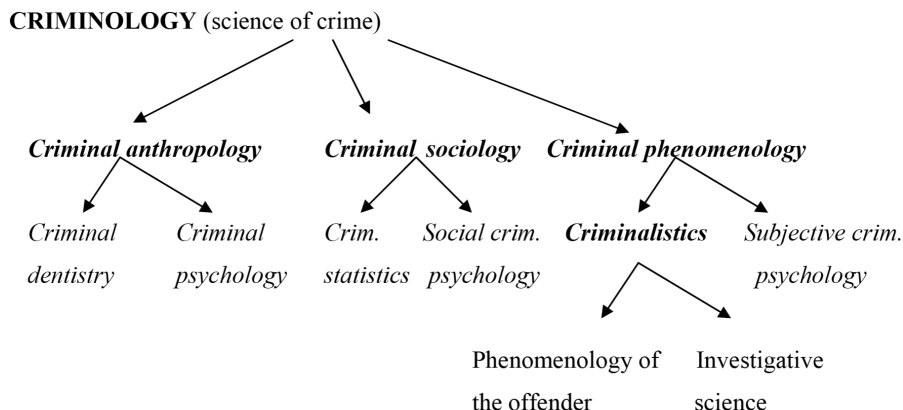 CRIMINOLOGY (science of crime)
Criminal anthropology
Criminal sociology
Criminal phenomenology
Criminal
dentistry
Criminal
psychology
Crim.
statistics
Social crim.
psychology
Criminalistics
Subjective crim.
psychology
Phenomenology of
the offender
Investigative
science